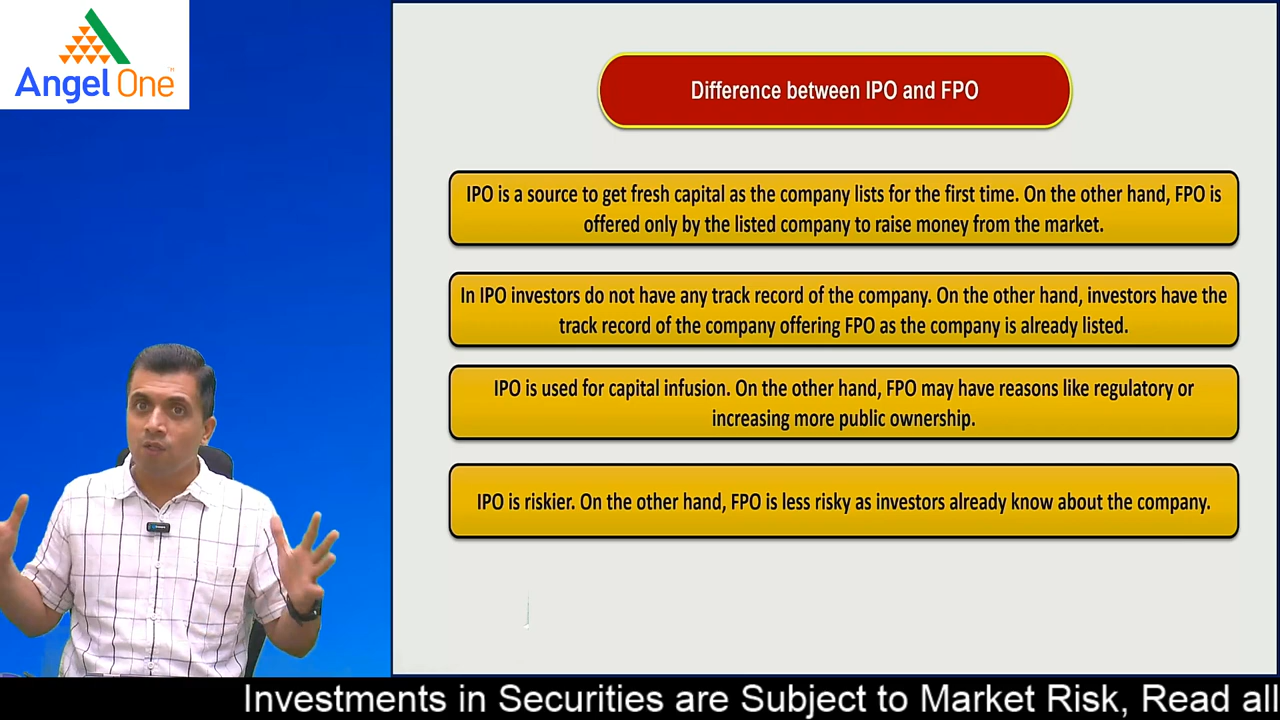 Angel One™
Difference between IPO and FPO
IPO is a source to get fresh capital as the company lists for the first time. On the other hand, FPO is
offered only by the listed company to raise money from the market.
In IPO investors do not have any track record of the company. On the other hand, investors have the
track record of the company offering FPO as the company is already listed.
IPO is used for capital infusion. On the other hand, FPO may have reasons like regulatory or
increasing more public ownership.
IPO is riskier. On the other hand, FPO is less risky as investors already know about the company.
Investments in Securities are Subject to Market Risk, Read all